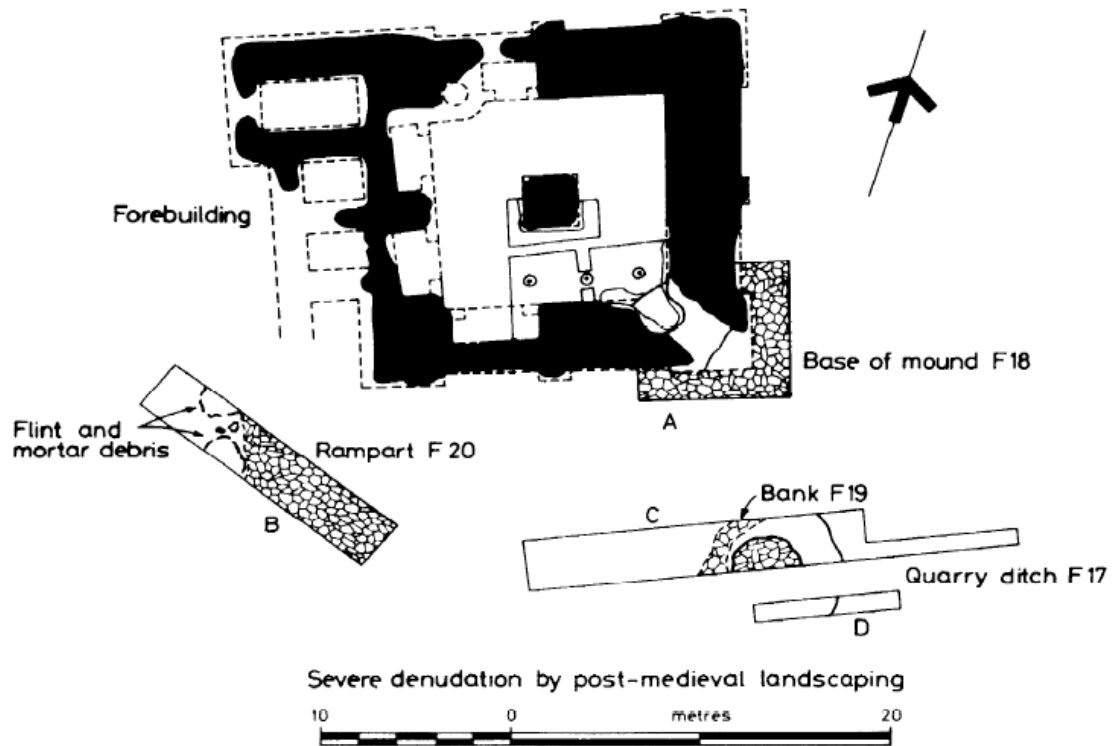 Forebuilding
Base of mound F18
A
Flint and
mortar debris
Rampart F20
B
Bank F19
C
Quarry ditch F17
D
Severe denudation by post-medieval landscaping
10 0 metres 20